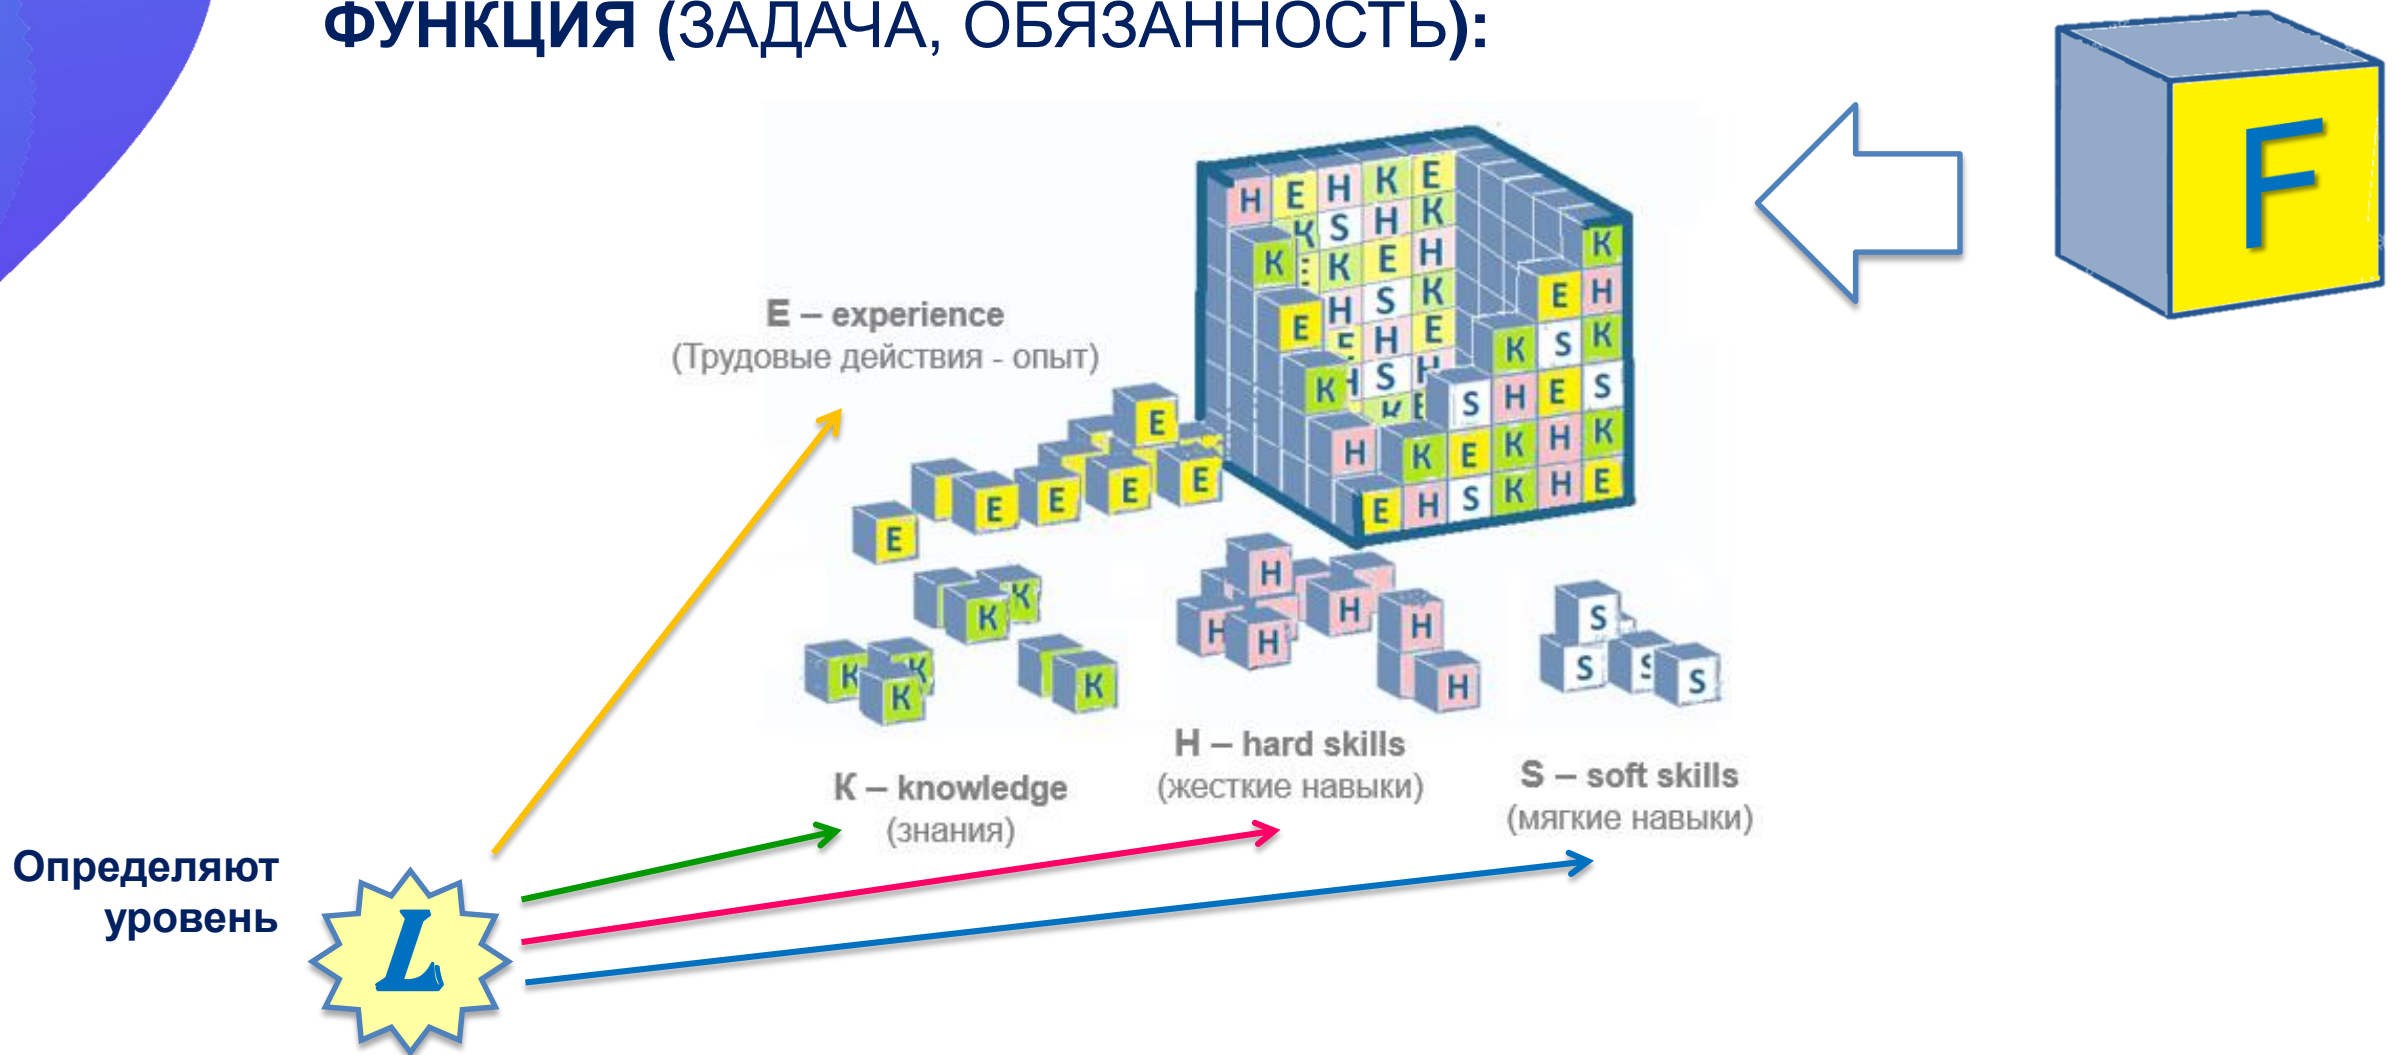 ФУНКЦИЯ (ЗАДАЧА, ОБЯЗАННОСТЬ):
F
H E H K E
K S H K
K K E H K
E H S K E H
E E H E K S K
K H S H S H E S
K E S H E S
H K E K H K
E H S K H E
E – experience
(Трудовые действия - опыт)
E
E E E E E
E
K K
K K K
K K
H
H H H H
H
S
S S S
H – hard skills
(жесткие навыки)
K – knowledge
(знания)
S – soft skills
(мягкие навыки)
Определяют
уровень
L